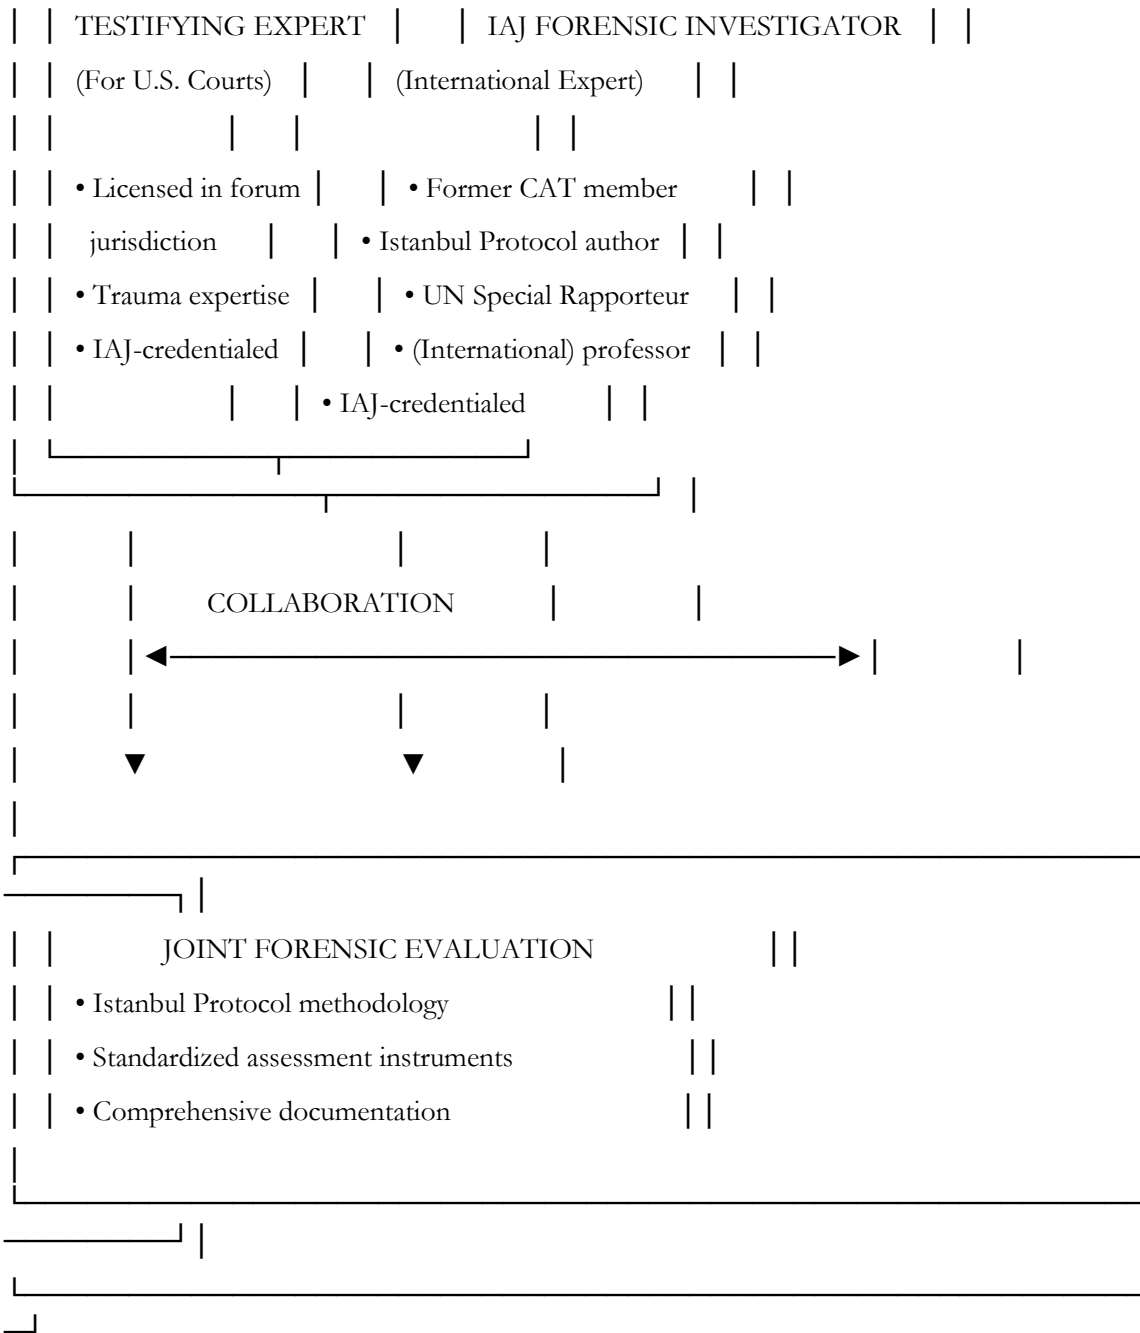 TESTIFYING EXPERT IAJ FORENSIC INVESTIGATOR
(For U.S. Courts) (International Expert)
• Licensed in forum • Former CAT member
jurisdiction • Istanbul Protocol author
• Trauma expertise • UN Special Rapporteur
• IAJ-credentialed • (International) professor
• IAJ-credentialed
COLLABORATION
JOINT FORENSIC EVALUATION
• Istanbul Protocol methodology
• Standardized assessment instruments
• Comprehensive documentation